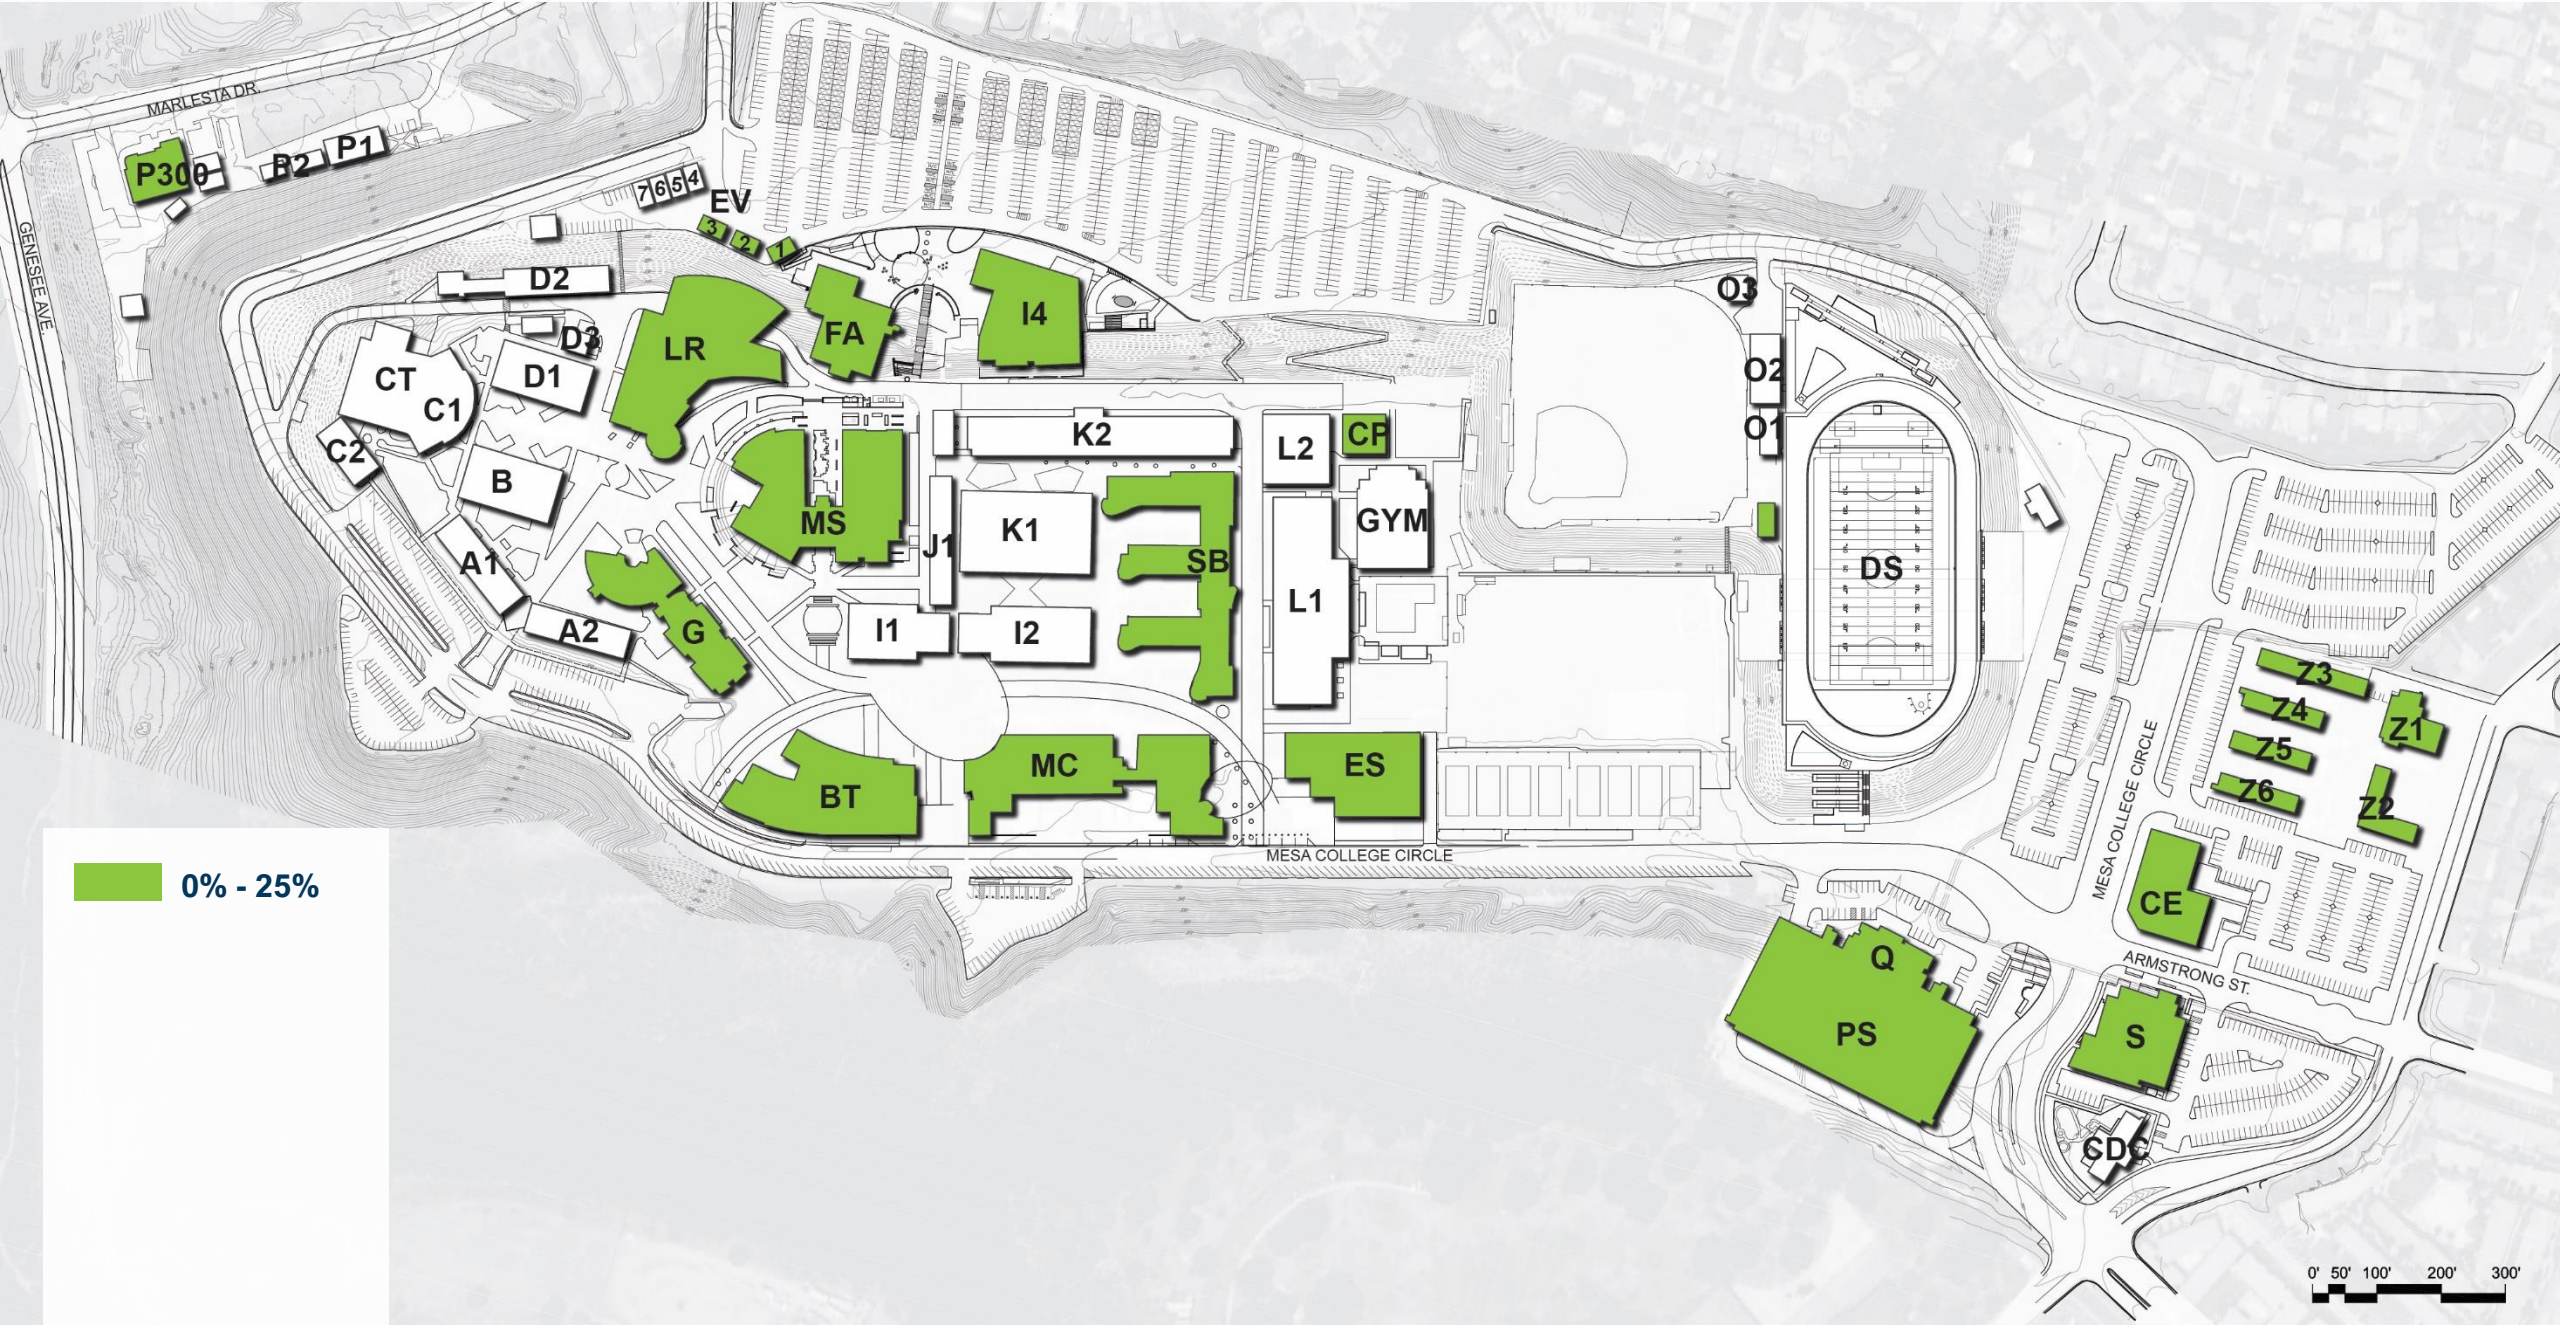 MARLESTA DR.
P300
P2
P1
GENESEE AVE.
7 6 5 4
EV
3 2 1
D2
D3
D1
CT
C1
C2
B
A1
A2
LR
FA
I4
MS
G
J1
K2
K1
I1
I2
SB
L2
CP
GYM
L1
O3
O2
O1
DS
BT
MC
ES
MESA COLLEGE CIRCLE
MESA COLLEGE CIRCLE
Z3
Z4
Z5
Z6
Z1
Z2
CE
ARMSTRONG ST.
Q
PS
S
CDC
0% - 25%
0' 50' 100' 200' 300'